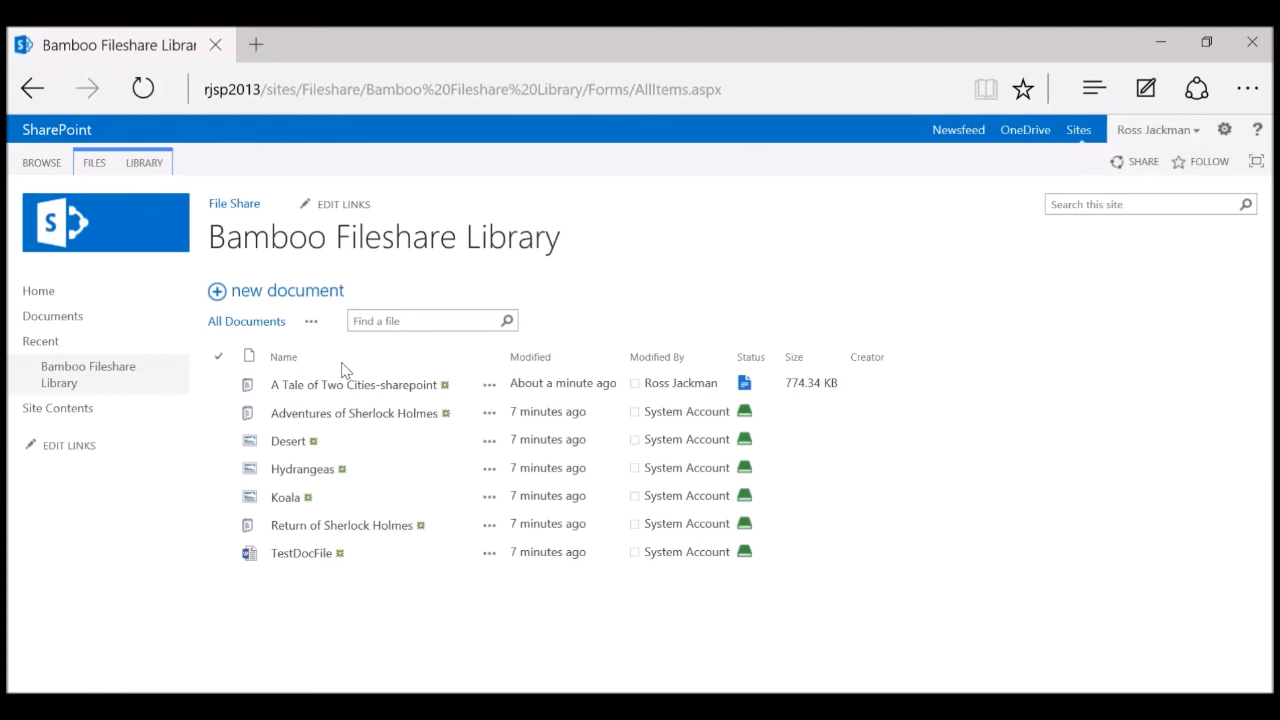 Bamboo Fileshare Librar
rjsp2013/sites/Fileshare/Bamboo%20Fileshare%20Library/Forms/AllItems.aspx
SharePoint Newsfeed OneDrive Sites Ross Jackman ?
BROWSE FILES LIBRARY SHARE FOLLOW
S File Share EDIT LINKS Search this site
Bamboo Fileshare Library
Home
Documents
Recent
Bamboo Fileshare
Library
Site Contents
EDIT LINKS
new document
All Documents ... Find a file
Name Modified Modified By Status Size Creator
A Tale of Two Cities-sharepoint ... About a minute ago Ross Jackman 774.34 KB
Adventures of Sherlock Holmes ... 7 minutes ago System Account
Desert ... 7 minutes ago System Account
Hydrangeas ... 7 minutes ago System Account
Koala ... 7 minutes ago System Account
Return of Sherlock Holmes ... 7 minutes ago System Account
TestDocFile ... 7 minutes ago System Account